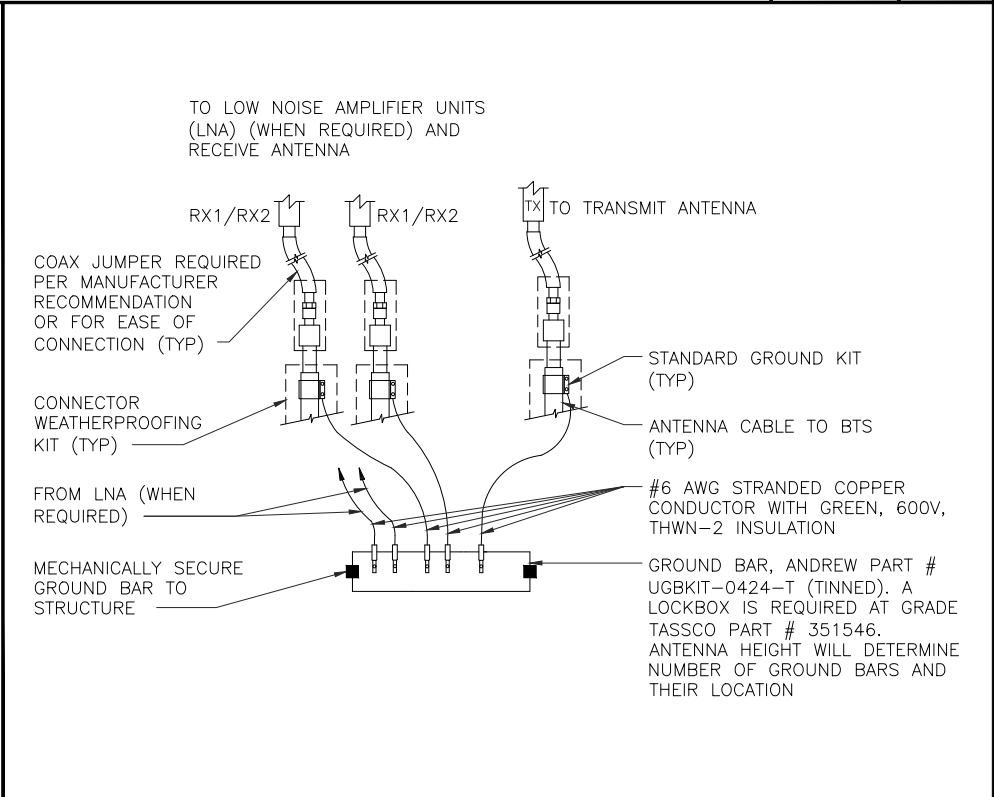 TO LOW NOISE AMPLIFIER UNITS
(LNA) (WHEN REQUIRED) AND
RECEIVE ANTENNA
RX1/RX2
RX1/RX2
TX
TO TRANSMIT ANTENNA
COAX JUMPER REQUIRED
PER MANUFACTURER
RECOMMENDATION
OR FOR EASE OF
CONNECTION (TYP)
STANDARD GROUND KIT
(TYP)
CONNECTOR
WEATHERPROOFING
KIT (TYP)
ANTENNA CABLE TO BTS
(TYP)
FROM LNA (WHEN
REQUIRED)
#6 AWG STRANDED COPPER
CONDUCTOR WITH GREEN, 600V,
THWN-2 INSULATION
MECHANICALLY SECURE
GROUND BAR TO
STRUCTURE
GROUND BAR, ANDREW PART #
UGBKIT-0424-T (TINNED). A
LOCKBOX IS REQUIRED AT GRADE
TASSCO PART # 351546.
ANTENNA HEIGHT WILL DETERMINE
NUMBER OF GROUND BARS AND
THEIR LOCATION